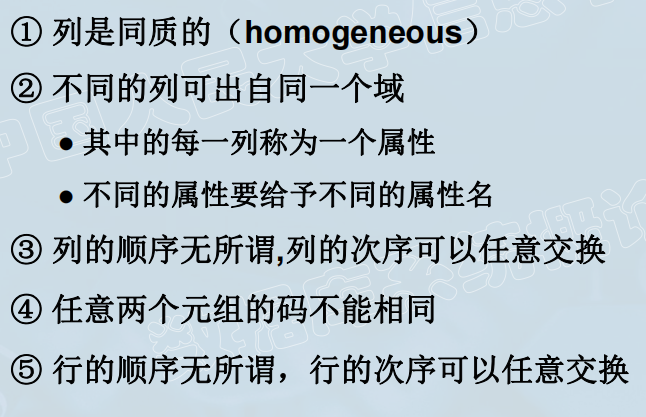 ① 列是同质的（homogeneous）
② 不同的列可出自同一个域
● 其中的每一列称为一个属性
● 不同的属性要给予不同的属性名
③ 列的顺序无所谓,列的次序可以任意交换
④ 任意两个元组的码不能相同
⑤ 行的顺序无所谓，行的次序可以任意交换